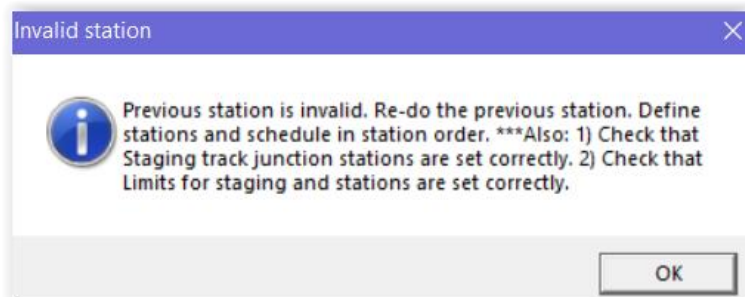 Invalid station
Previous station is invalid. Re-do the previous station. Define
stations and schedule in station order. ***Also: 1) Check that
Staging track junction stations are set correctly. 2) Check that
Limits for staging and stations are set correctly.
OK